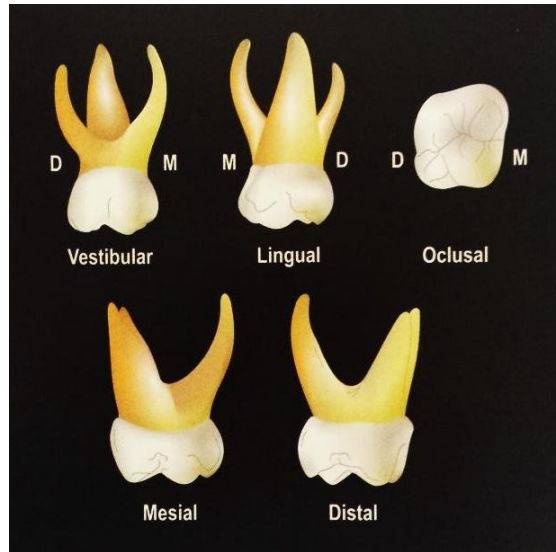 D M
Vestibular
M D
Lingual
D M
Oclusal
Mesial
Distal